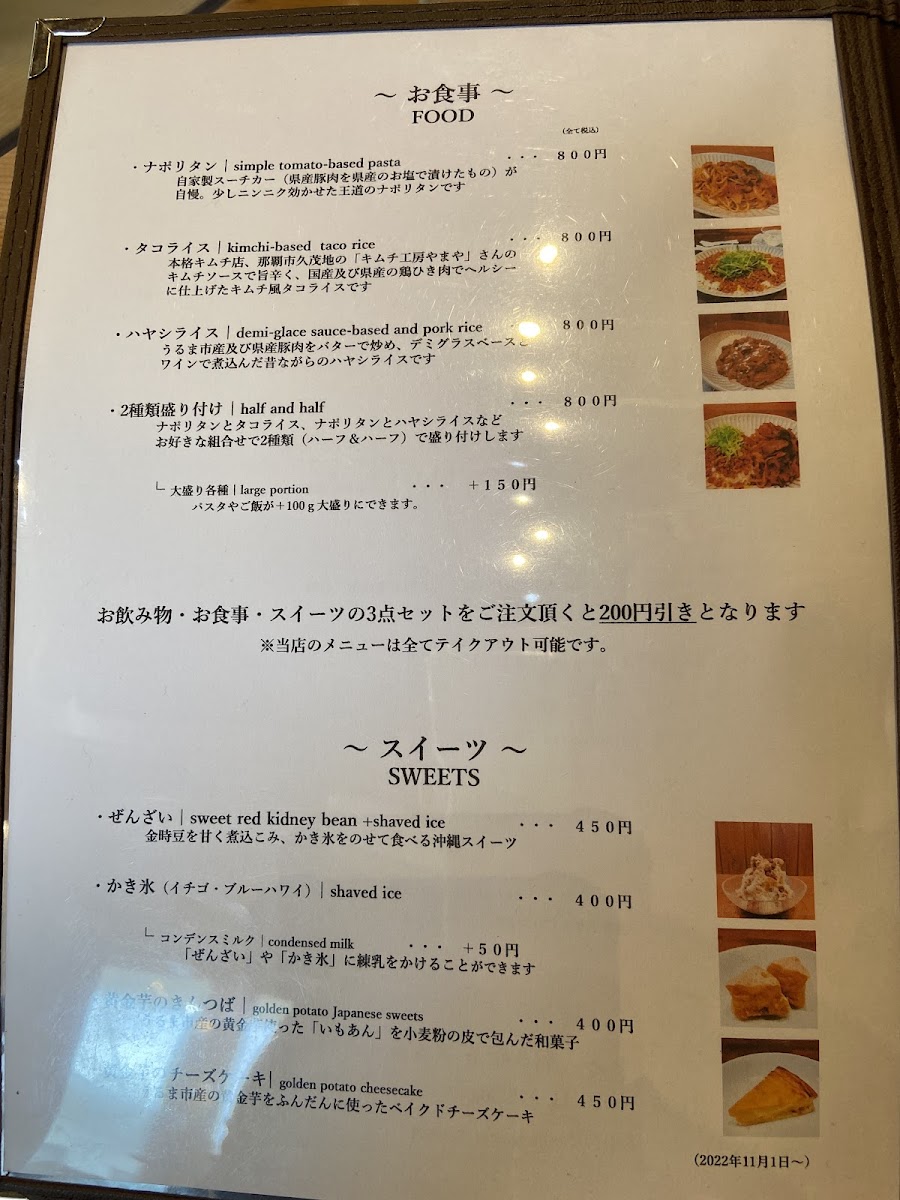 ～ お食事 ～
FOOD
（全て税込）
・ナポリタン｜simple tomato-based pasta ・・・ 800円
自家製スーチカー（県産豚肉を県産のお塩で漬けたもの）が
自慢。少しニンニク効かせた王道のナポリタンです
・タコライス｜kimchi-based taco rice ・・・ 800円
本格キムチ店、那覇市久茂地の「キムチ工房やまや」さんの
キムチソースで旨辛く、国産及び県産の鶏ひき肉でヘルシー
に仕上げたキムチ風タコライスです
・ハヤシライス｜demi-glace sauce-based and pork rice ・・・ 800円
うるま市産及び県産豚肉をバターで炒め、デミグラスベースと
ワインで煮込んだ昔ながらのハヤシライスです
・2種類盛り付け｜half and half ・・・ 800円
ナポリタンとタコライス、ナポリタンとハヤシライスなど
お好きな組合せで2種類（ハーフ＆ハーフ）で盛り付けします
└ 大盛り各種｜large portion ・・・ ＋150円
パスタやご飯が＋100ｇ大盛りにできます。
お飲み物・お食事・スイーツの3点セットをご注文頂くと200円引きとなります
※当店のメニューは全てテイクアウト可能です。
～ スイーツ ～
SWEETS
・ぜんざい｜sweet red kidney bean +shaved ice ・・・ 450円
金時豆を甘く煮込こみ、かき氷をのせて食べる沖縄スイーツ
・かき氷（イチゴ・ブルーハワイ）｜shaved ice ・・・ 400円
└ コンデンスミルク｜condensed milk ・・・ ＋50円
「ぜんざい」や「かき氷」に練乳をかけることができます
黄金芋のきんつば｜golden potato Japanese sweets ・・・ 400円
うるま市産の黄金芋使った「いもあん」を小麦粉の皮で包んだ和菓子
黄金芋のチーズケーキ｜golden potato cheesecake ・・・ 450円
うるま市産の黄金芋をふんだんに使ったベイクドチーズケーキ
（2022年11月1日～）